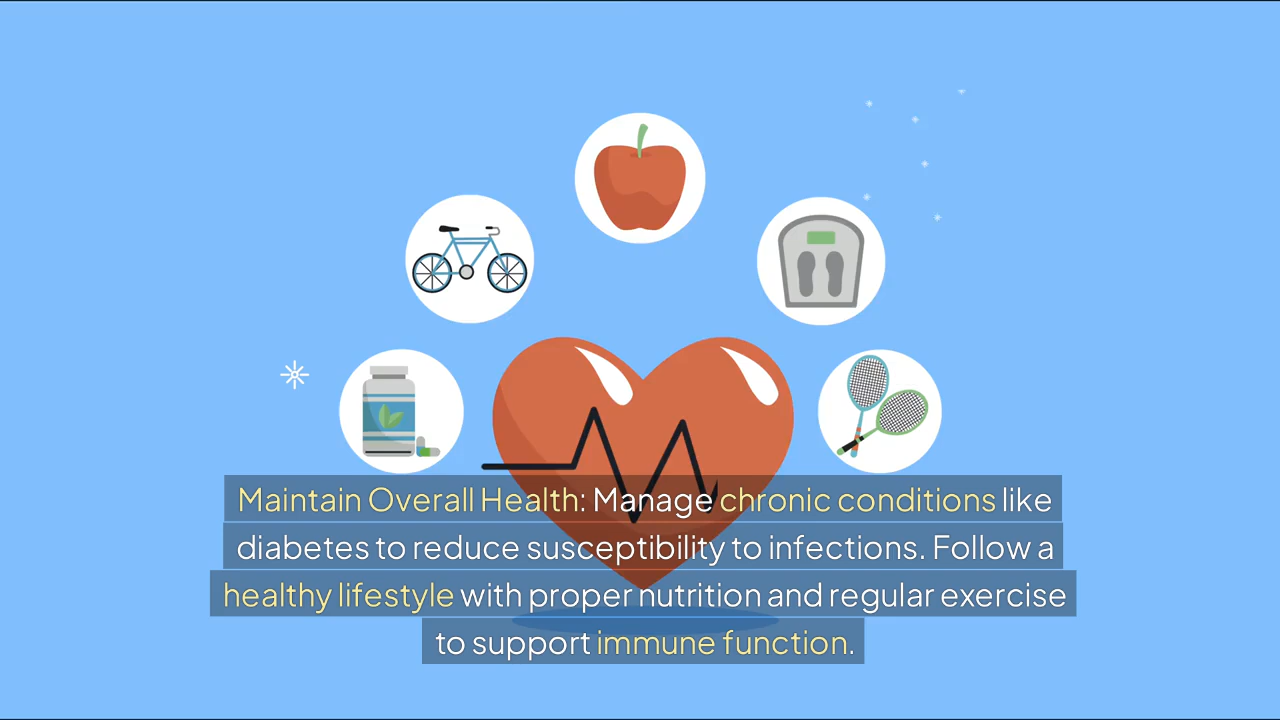 Maintain Overall Health: Manage chronic conditions like
diabetes to reduce susceptibility to infections. Follow a
healthy lifestyle with proper nutrition and regular exercise
to support immune function.